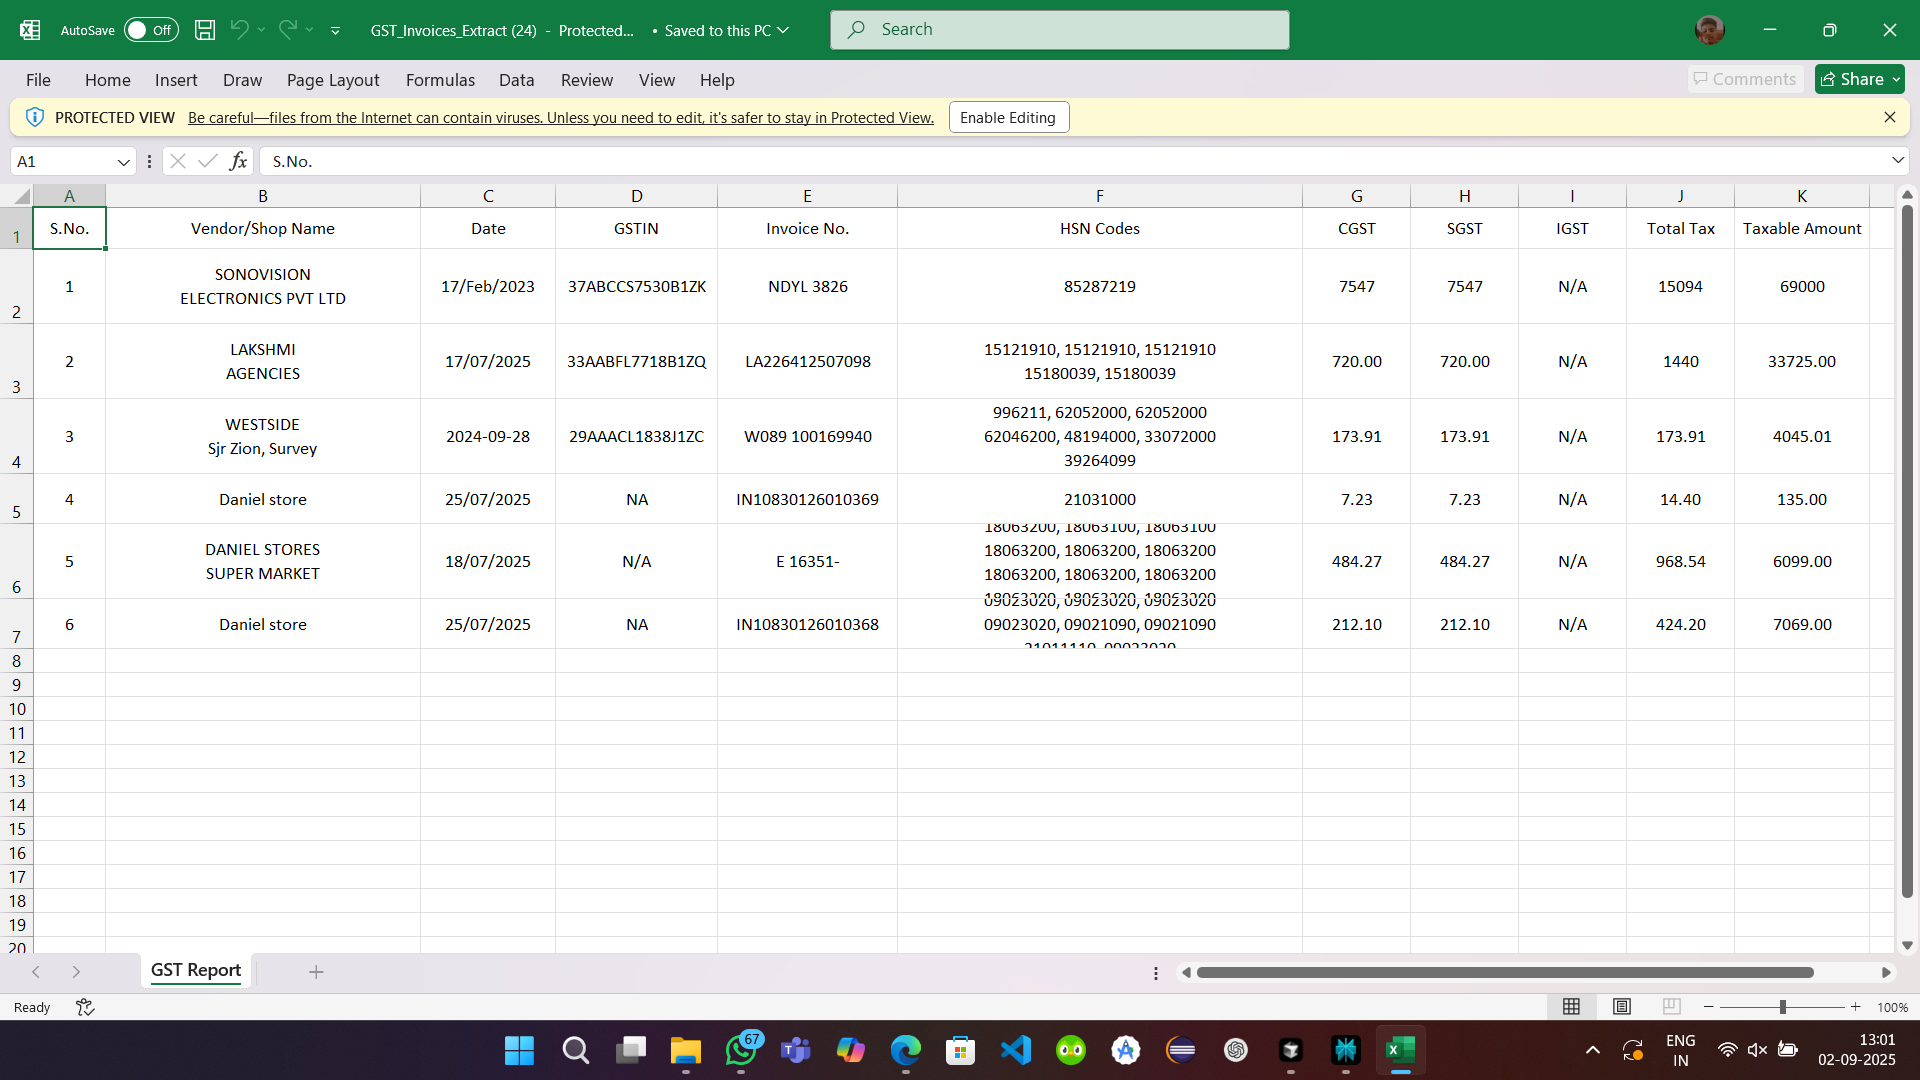 AutoSave Off GST_Invoices_Extract (24) - Protected... • Saved to this PC Search
File Home Insert Draw Page Layout Formulas Data Review View Help Comments Share
PROTECTED VIEW Be careful—files from the Internet can contain viruses. Unless you need to edit, it's safer to stay in Protected View. Enable Editing
A1 fx S.No.
A B C D E F G H I J K
1 S.No. Vendor/Shop Name Date GSTIN Invoice No. HSN Codes CGST SGST IGST Total Tax Taxable Amount
SONOVISION
2 1 ELECTRONICS PVT LTD 17/Feb/2023 37ABCCS7530B1ZK NDYL 3826 85287219 7547 7547 N/A 15094 69000
LAKSHMI 15121910, 15121910, 15121910
3 2 AGENCIES 17/07/2025 33AABFL7718B1ZQ LA226412507098 15180039, 15180039 720.00 720.00 N/A 1440 33725.00
996211, 62052000, 62052000
WESTSIDE 62046200, 48194000, 33072000
4 3 Sjr Zion, Survey 2024-09-28 29AAACL1838J1ZC W089 100169940 39264099 173.91 173.91 N/A 173.91 4045.01
5 4 Daniel store 25/07/2025 NA IN10830126010369 21031000 7.23 7.23 N/A 14.40 135.00
18063200, 18063100, 18063100
DANIEL STORES 18063200, 18063200, 18063200
6 5 SUPER MARKET 18/07/2025 N/A E 16351- 18063200, 18063200, 18063200 484.27 484.27 N/A 968.54 6099.00
09023020, 09023020, 09023020
7 6 Daniel store 25/07/2025 NA IN10830126010368 09023020, 09021090, 09021090 212.10 212.10 N/A 424.20 7069.00
8
9
10
11
12
13
14
15
16
17
18
19
20
GST Report
Ready 100%
67 ENG 13:01
IN 02-09-2025